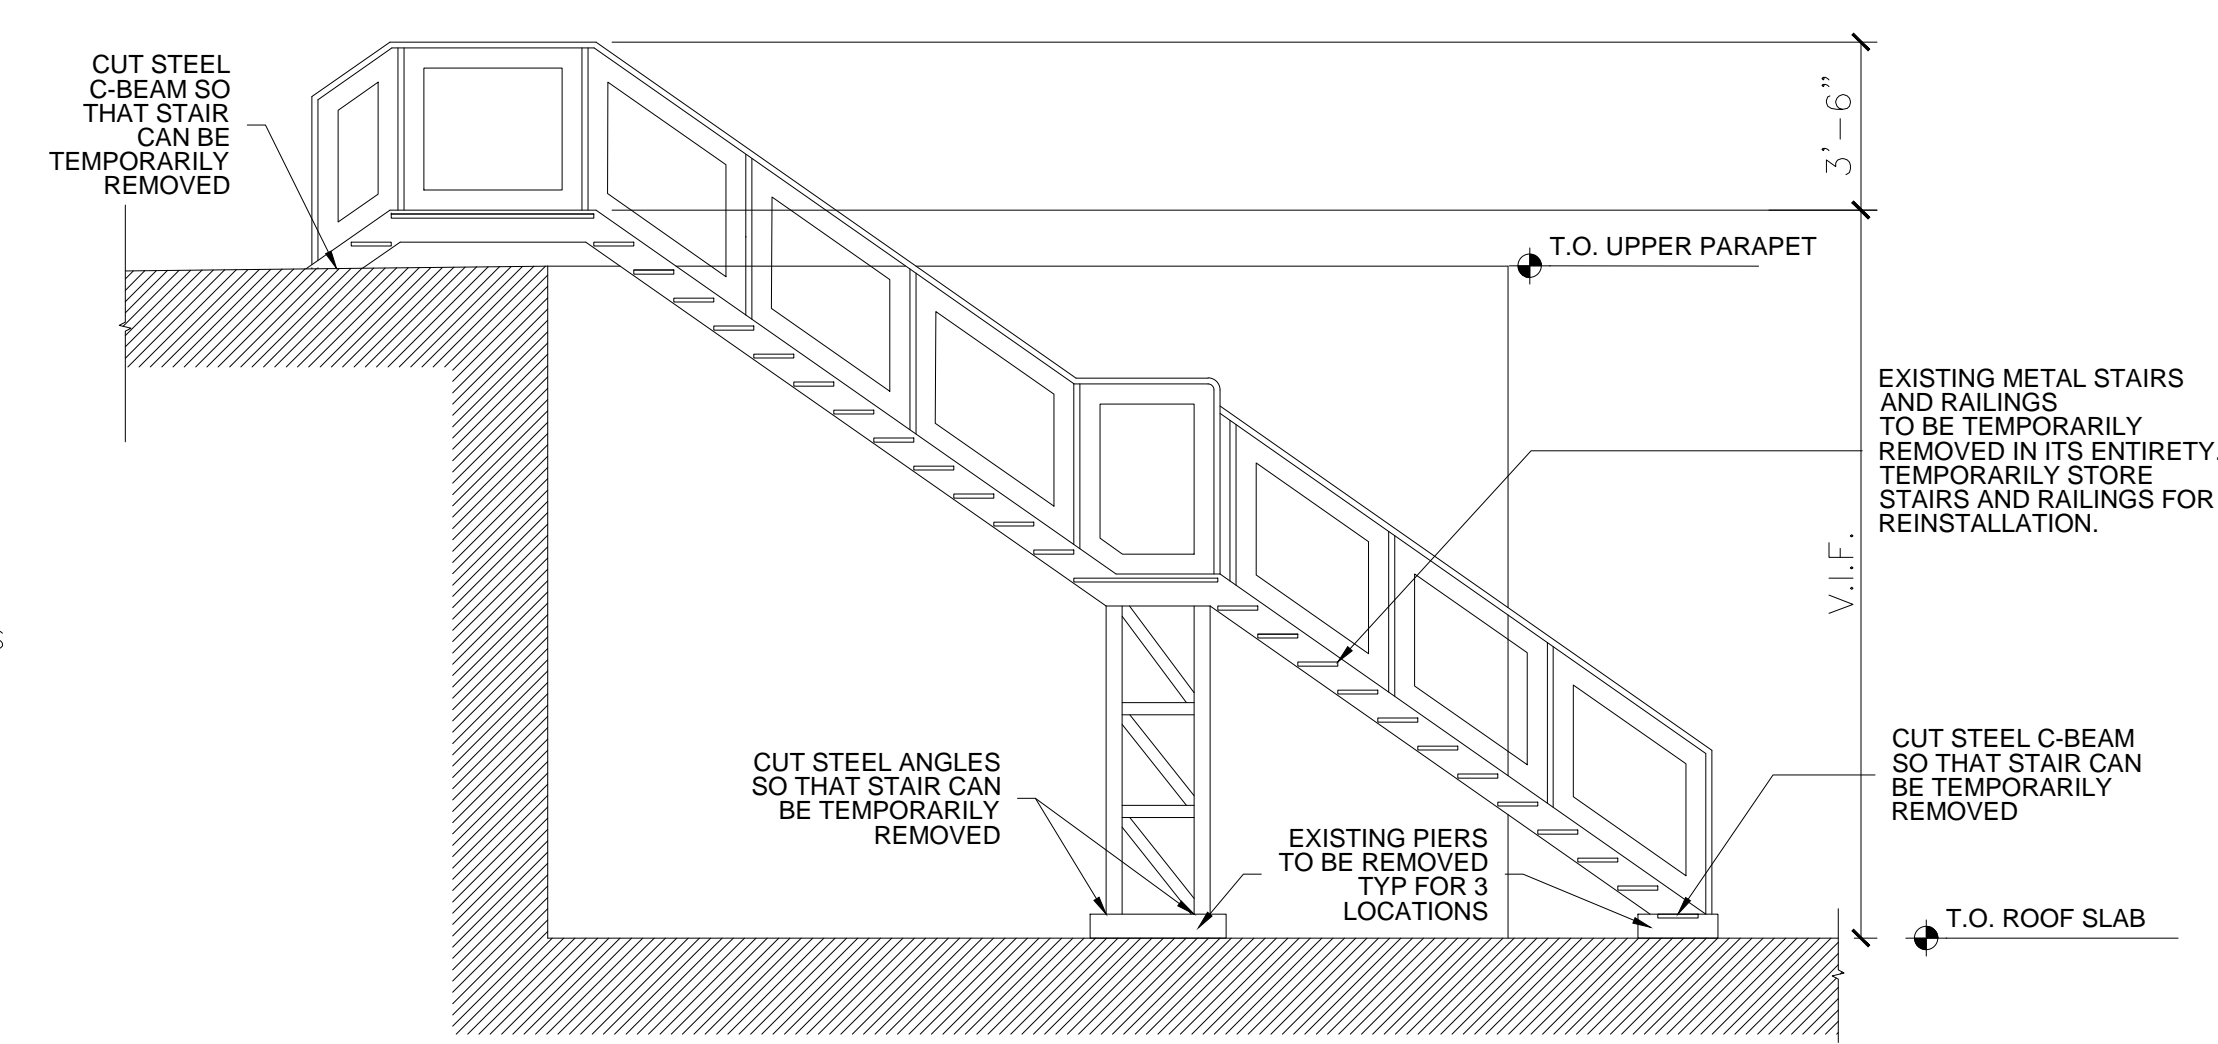 CUT STEEL
C-BEAM SO
THAT STAIR
CAN BE
TEMPORARILY
REMOVED
3'-6"
T.O. UPPER PARAPET
EXISTING METAL STAIRS
AND RAILINGS
TO BE TEMPORARILY
REMOVED IN ITS ENTIRETY.
TEMPORARILY STORE
STAIRS AND RAILINGS FOR
REINSTALLATION.
V.I.F.
CUT STEEL ANGLES
SO THAT STAIR CAN
BE TEMPORARILY
REMOVED
EXISTING PIERS
TO BE REMOVED
TYP FOR 3
LOCATIONS
CUT STEEL C-BEAM
SO THAT STAIR CAN
BE TEMPORARILY
REMOVED
T.O. ROOF SLAB